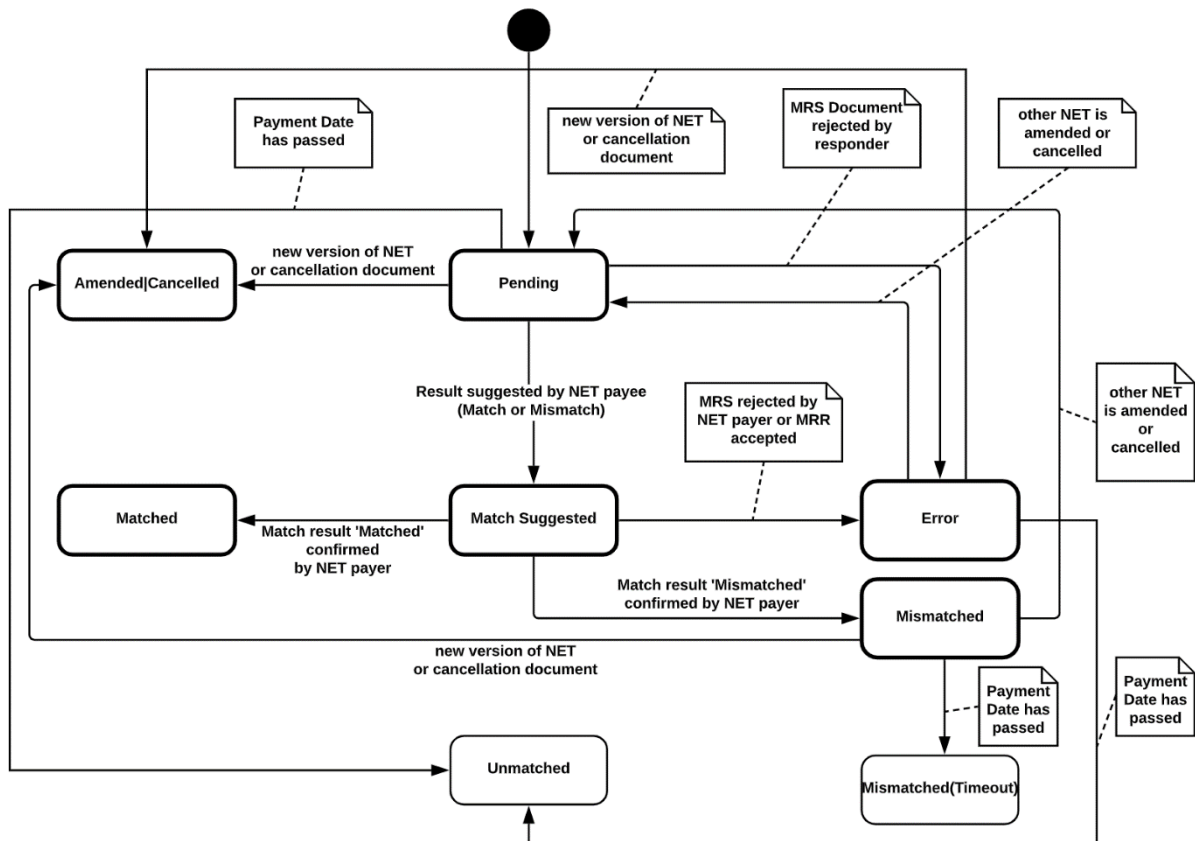 Payment Date
has passed
new version of NET
or cancellation
document
MRS Document
rejected by
responder
other NET is
amended or
cancelled
Amended|Cancelled
new version of NET
or cancellation document
Pending
Result suggested by NET payee
(Match or Mismatch)
MRS rejected by
NET payer or MRR
accepted
other NET
is amended
or
cancelled
Matched
Match result 'Matched'
confirmed
by NET payer
Match Suggested
Error
Match result 'Mismatched'
confirmed by NET payer
Mismatched
new version of NET
or cancellation document
Payment
Date has
passed
Payment
Date has
passed
Unmatched
Mismatched(Timeout)